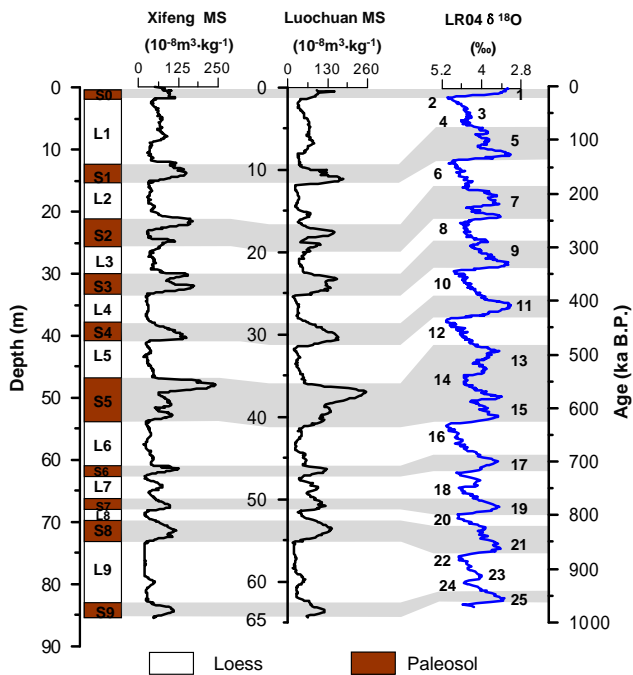 Xifeng MS
(10⁻⁸m³·kg⁻¹)
0 125 250
Luochuan MS
(10⁻⁸m³·kg⁻¹)
0 130 260
LR04 δ ¹⁸O
(‰)
5.2 4 2.8
Depth (m)
0
10
20
30
40
50
60
70
80
90
S0
L1
S1
L2
S2
L3
S3
L4
S4
L5
S5
L6
S6
L7
S7
L8
S8
L9
S9
0
10
20
30
40
50
60
65
1
2
3
4
5
6
7
8
9
10
11
12
13
14
15
16
17
18
19
20
21
22
23
24
25
0
100
200
300
400
500
600
700
800
900
1000
Age (ka B.P.)
Loess
Paleosol